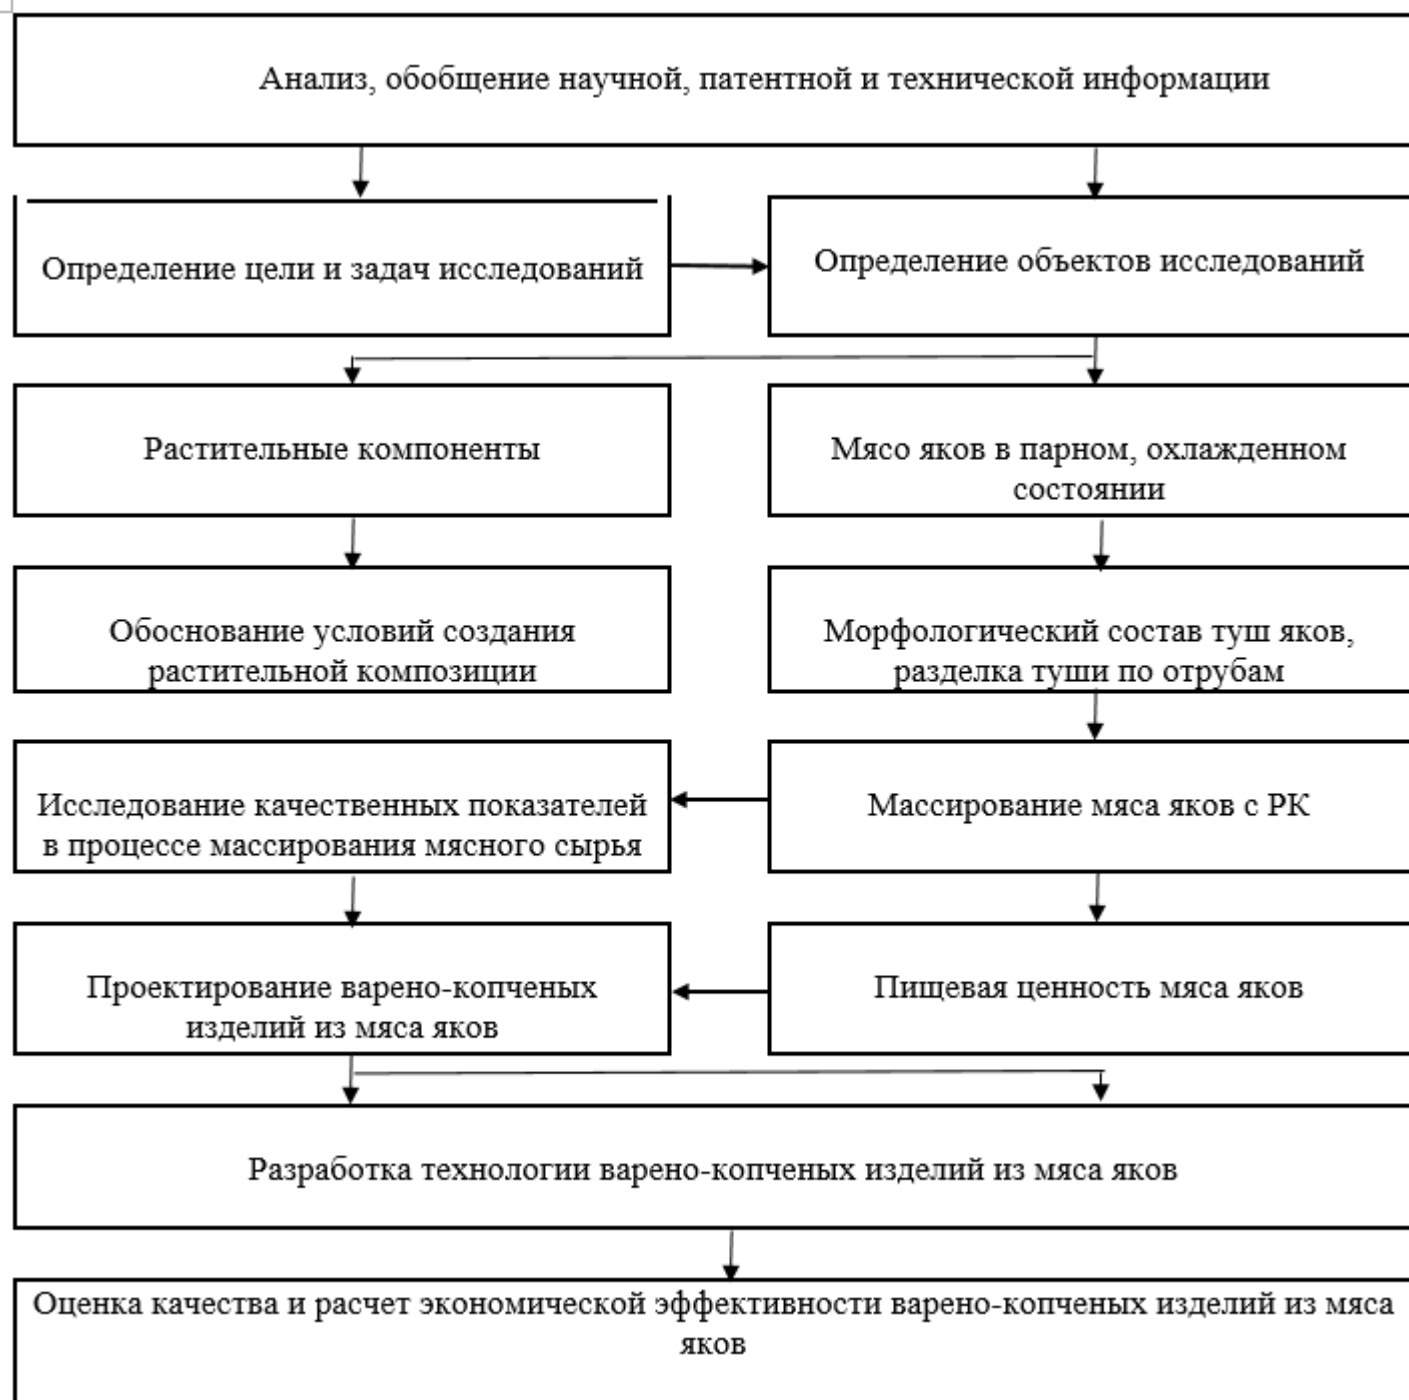 Анализ, обобщение научной, патентной и технической информации
Определение цели и задач исследований
Определение объектов исследований
Растительные компоненты
Мясо яков в парном, охлажденном
состоянии
Обоснование условий создания
растительной композиции
Морфологический состав туш яков,
разделка туши по отрубам
Исследование качественных показателей
в процессе массирования мясного сырья
Массирование мяса яков с РК
Проектирование варено-копченых
изделий из мяса яков
Пищевая ценность мяса яков
Разработка технологии варено-копченых изделий из мяса яков
Оценка качества и расчет экономической эффективности варено-копченых изделий из мяса
яков